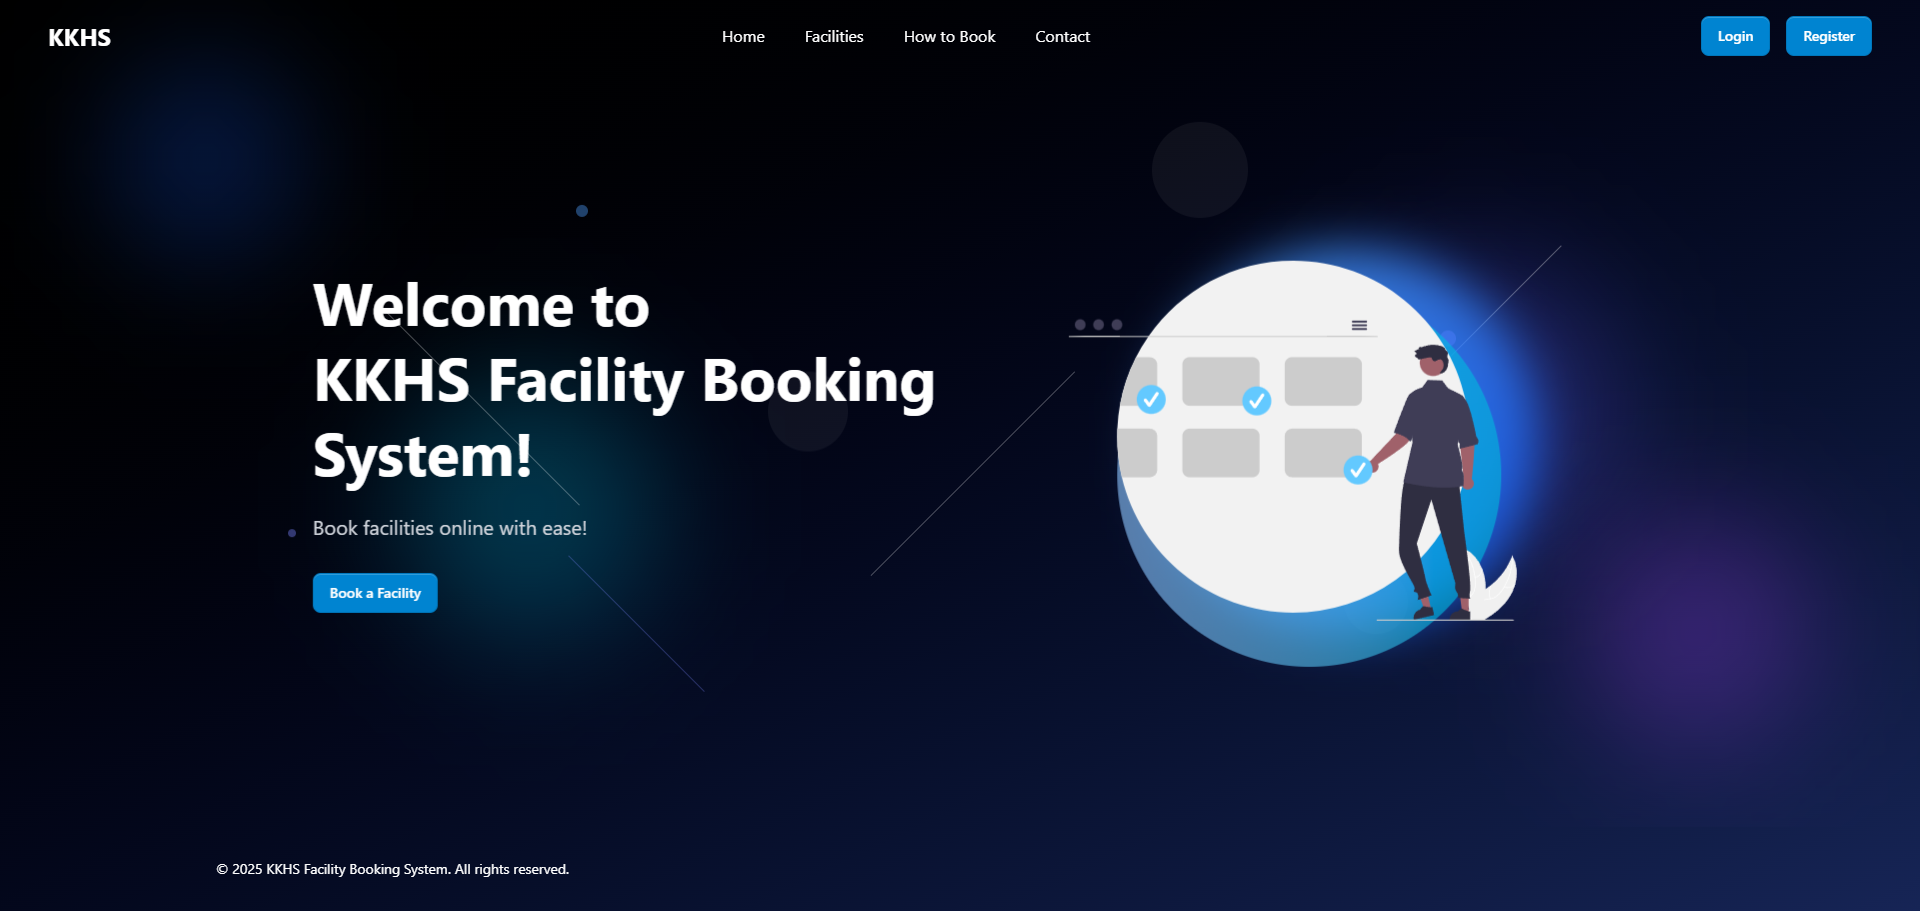 KKHS
Home
Facilities
How to Book
Contact
Login
Register
Welcome to
KKHS Facility Booking
System!
Book facilities online with ease!
Book a Facility
© 2025 KKHS Facility Booking System. All rights reserved.